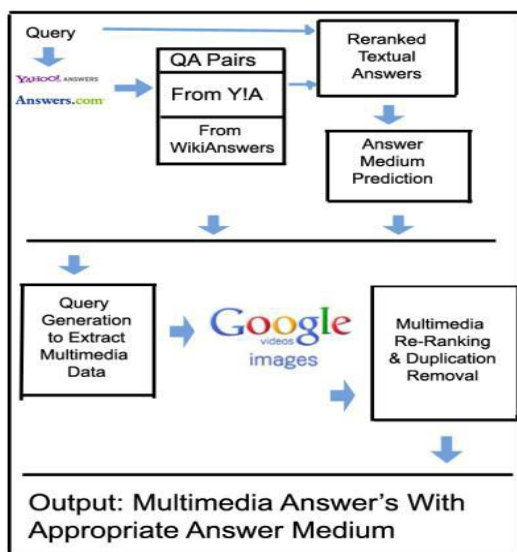 Query
YAHOO! ANSWERS
Answers.com
QA Pairs
From Y!A
From
WikiAnswers
Reranked
Textual
Answers
Answer
Medium
Prediction
Query
Generation
to Extract
Multimedia
Data
Google
videos
images
Multimedia
Re-Ranking
& Duplication
Removal
Output: Multimedia Answer's With
Appropriate Answer Medium